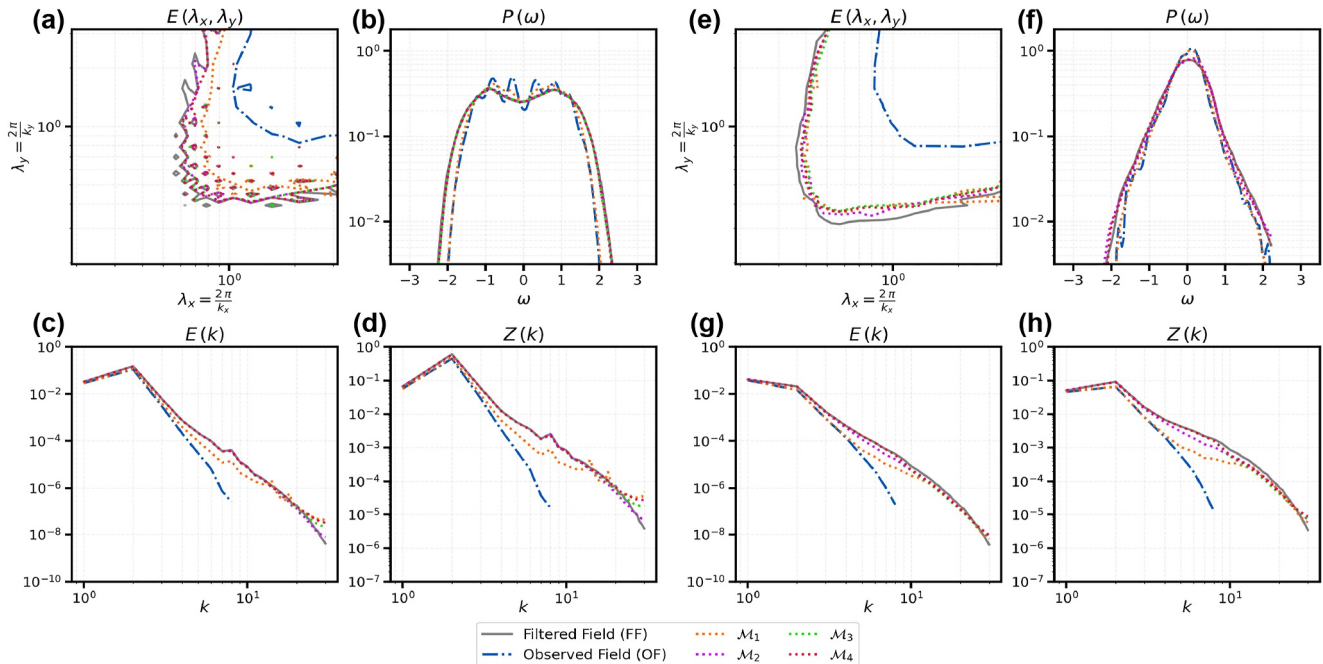 (a)
E (λx, λy)
λy = 2 π / ky
10⁰
10⁰
λx = 2 π / kx
(b)
P (ω)
10⁰
10⁻¹
10⁻²
−3 −2 −1 0 1 2 3
ω
(e)
E (λx, λy)
λy = 2 π / ky
10⁰
10⁰
λx = 2 π / kx
(f)
P (ω)
10⁰
10⁻¹
10⁻²
−3 −2 −1 0 1 2 3
ω
(c)
E (k)
10⁰
10⁻²
10⁻⁴
10⁻⁶
10⁻⁸
10⁻¹⁰
10⁰ 10¹
k
(d)
Z (k)
10⁰
10⁻¹
10⁻²
10⁻³
10⁻⁴
10⁻⁵
10⁻⁶
10⁻⁷
10⁰ 10¹
k
(g)
E (k)
10⁰
10⁻²
10⁻⁴
10⁻⁶
10⁻⁸
10⁻¹⁰
10⁰ 10¹
k
(h)
Z (k)
10⁰
10⁻¹
10⁻²
10⁻³
10⁻⁴
10⁻⁵
10⁻⁶
10⁻⁷
10⁰ 10¹
k
Filtered Field (FF)
Observed Field (OF)
ℳ₁
ℳ₂
ℳ₃
ℳ₄